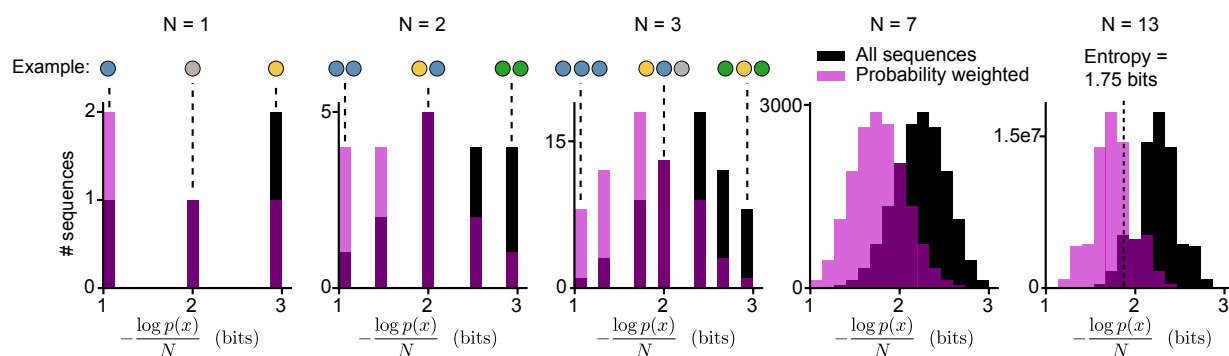 N = 1
N = 2
N = 3
N = 7
N = 13
Example:
All sequences
Probability weighted
Entropy =
1.75 bits
# sequences
2
1
0
1
2
3
5
0
1
2
3
15
0
1
2
3
3000
0
1
2
3
1.5e7
0
1
2
3
−log p(x)/N (bits)
−log p(x)/N (bits)
−log p(x)/N (bits)
−log p(x)/N (bits)
−log p(x)/N (bits)